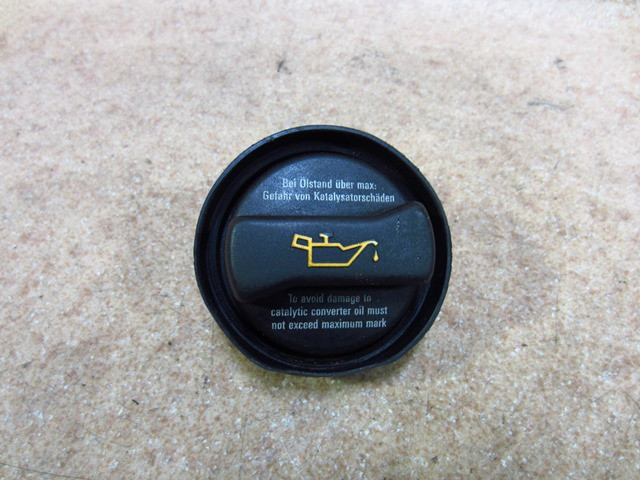 Bei Ölstand über max:
Gefahr von Katalysatorschäden
To avoid damage to
catalytic converter oil must
not exceed maximum mark